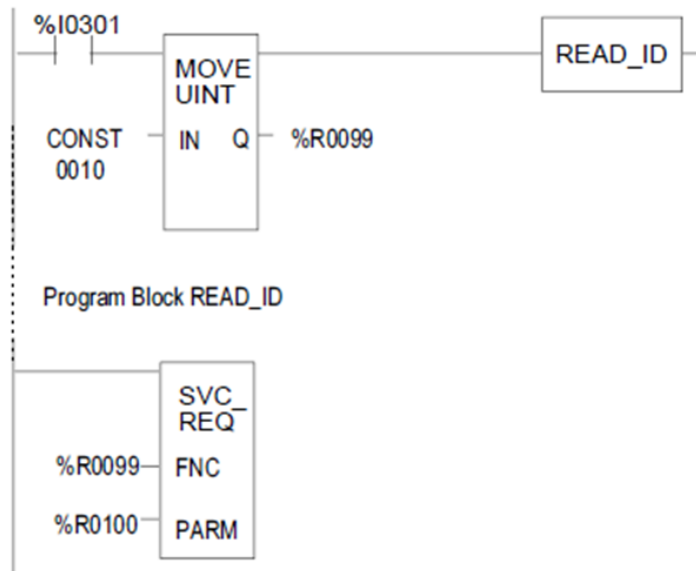 %I0301
READ_ID
MOVE
UINT
CONST
0010
IN Q
%R0099
Program Block READ_ID
SVC_
REQ
%R0099
FNC
%R0100
PARM